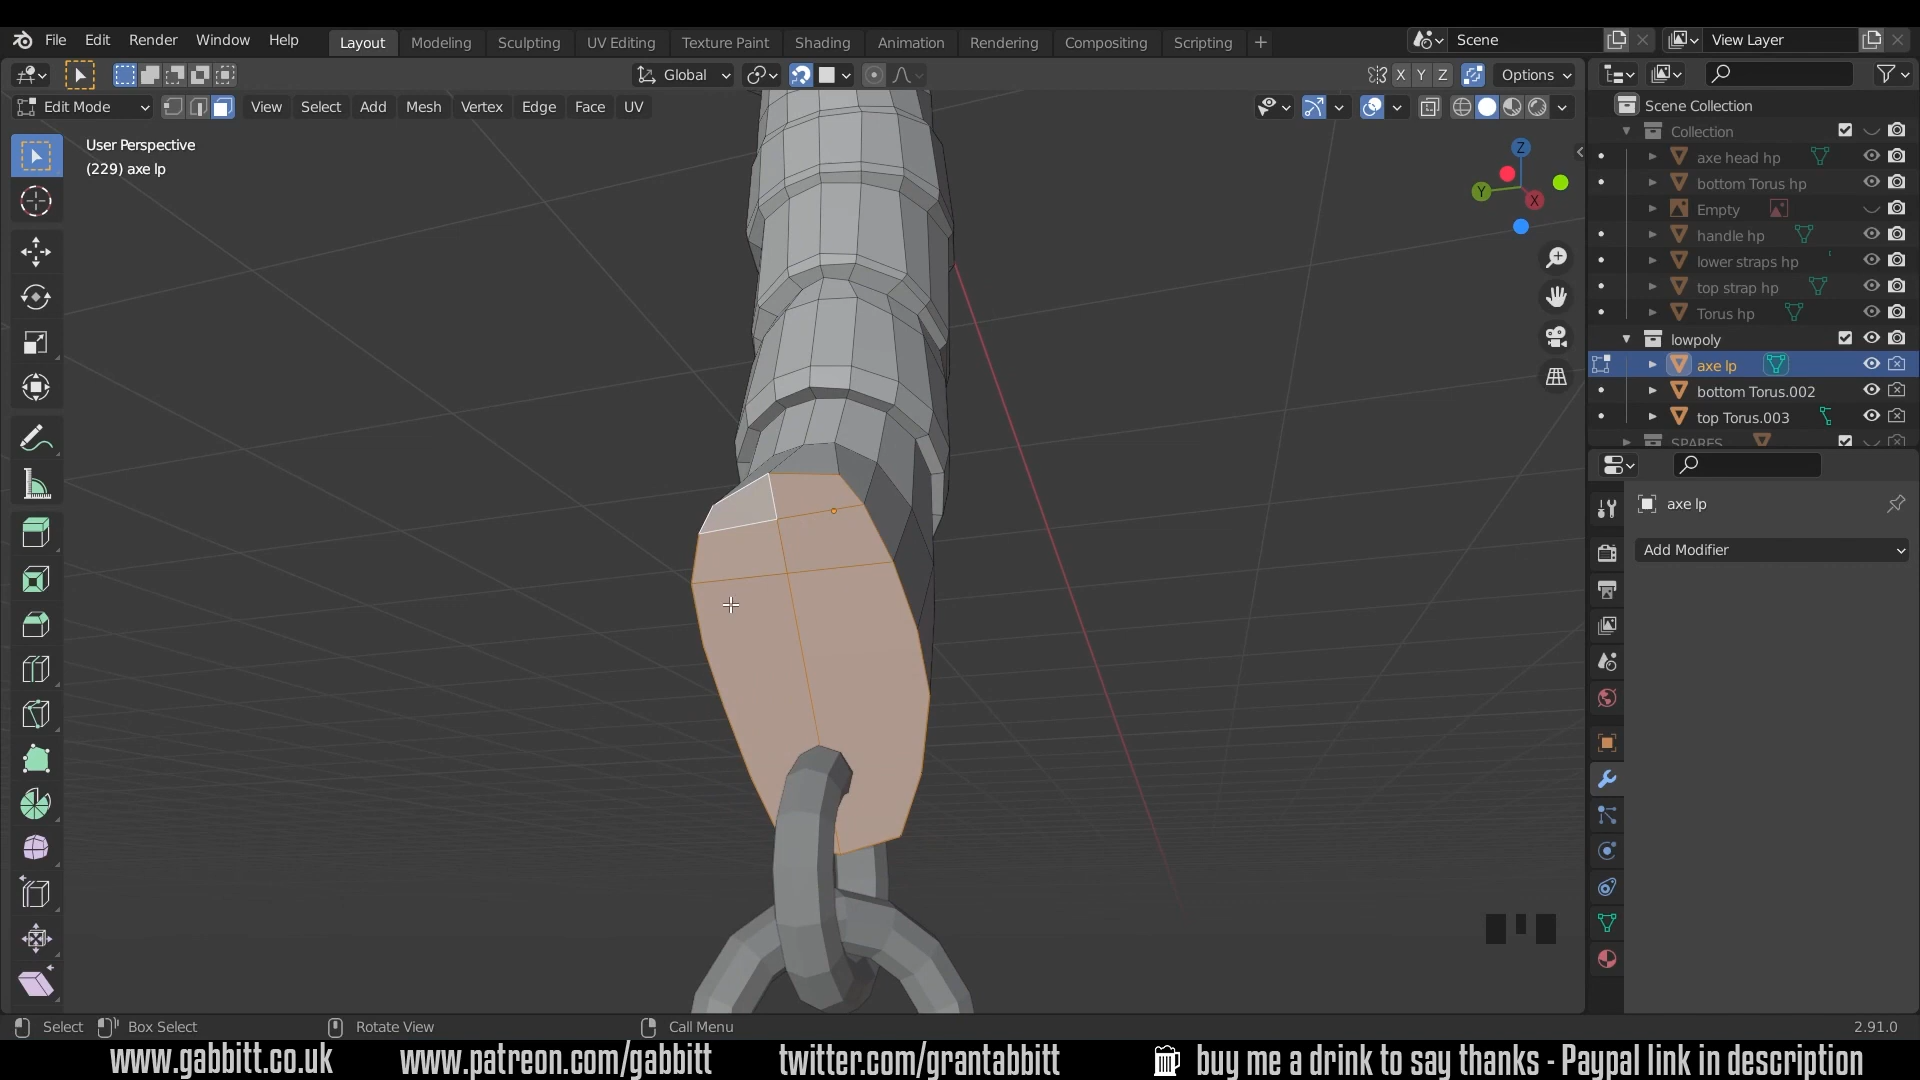 File Edit Render Window Help Layout Modeling Sculpting UV Editing Texture Paint Shading Animation Rendering Compositing Scripting + Scene View Layer
Global X Y Z Options
Edit Mode View Select Add Mesh Vertex Edge Face UV
User Perspective
(229) axe lp
Z
Y
X
Scene Collection
Collection
axe head hp
bottom Torus hp
Empty
handle hp
lower straps hp
top strap hp
Torus hp
lowpoly
axe lp
bottom Torus.002
top Torus.003
SPARES
axe lp
Add Modifier
Select Box Select Rotate View Call Menu 2.91.0
www.gabbitt.co.uk www.patreon.com/gabbitt twitter.com/grantabbitt buy me a drink to say thanks - Paypal link in description